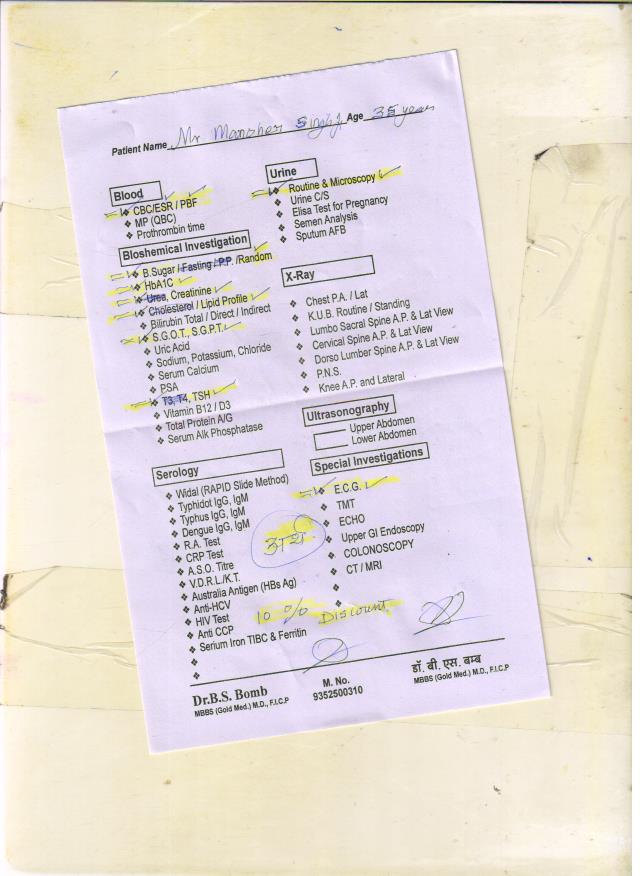 Patient Name Mr Manoher Singh Age 35 years
Blood
CBC/ESR / PBF
MP (QBC)
Prothrombin time
Bloshemical Investigation
B.Sugar / Fasting / P.P. /Random
HbA1C
Urea, Creatinine
Cholesterol / Lipid Profile
Bilirubin Total / Direct / Indirect
S.G.O.T., S.G.P.T.
Uric Acid
Sodium, Potassium, Chloride
Serum Calcium
PSA
T3, T4, TSH
Vitamin B12 / D3
Total Protein A/G
Serum Alk Phosphatase
Serology
Widal (RAPID Slide Method)
Typhidot IgG, IgM
Typhus IgG, IgM
Dengue IgG, IgM
R.A. Test
CRP Test
A.S.O. Titre
V.D.R.L./K.T.
Australia Antigen (HBs Ag)
Anti-HCV
HIV Test
Anti CCP
Serium Iron TIBC & Ferritin
Urine
Routine & Microscopy
Urine C/S
Elisa Test for Pregnancy
Semen Analysis
Sputum AFB
X-Ray
Chest P.A. / Lat
K.U.B. Routine / Standing
Lumbo Sacral Spine A.P. & Lat View
Cervical Spine A.P. & Lat View
Dorso Lumber Spine A.P. & Lat View
P.N.S.
Knee A.P. and Lateral
Ultrasonography
Upper Abdomen
Lower Abdomen
Special Investigations
E.C.G.
TMT
ECHO
Upper GI Endoscopy
COLONOSCOPY
CT / MRI
10 % Discount
Dr.B.S. Bomb
MBBS (Gold Med.) M.D., F.I.C.P
M. No.
9352500310
डॉ. बी. एस. बम्ब
MBBS (Gold Med.) M.D., F.I.C.P